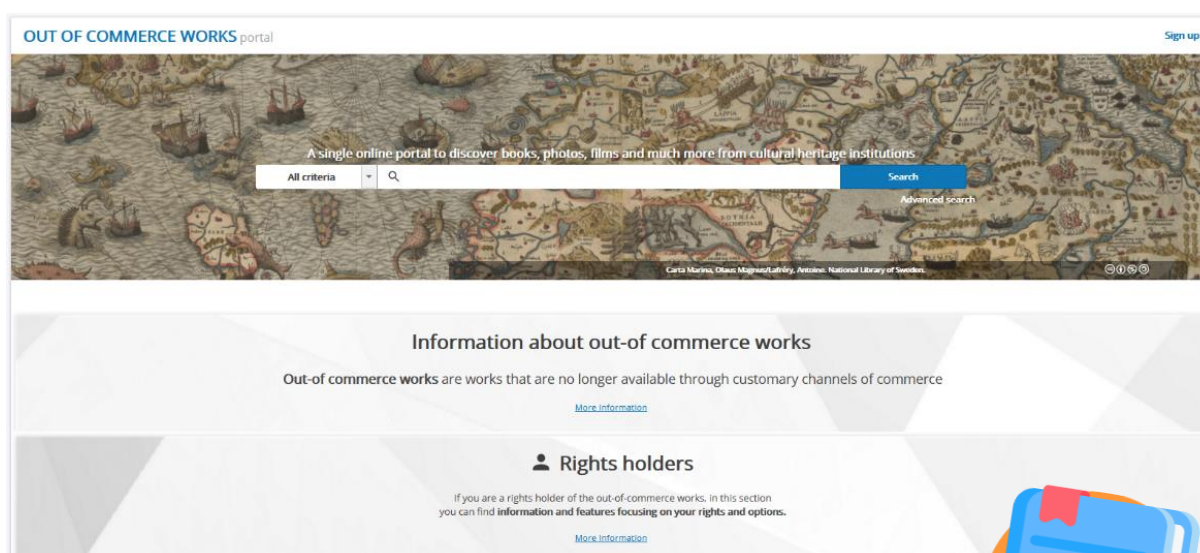 OUT OF COMMERCE WORKS portal
Sign up
A single online portal to discover books, photos, films and much more from cultural heritage institutions
All criteria
Search
Advanced search
Carta Marina, Olaus Magnus/Lafréry, Antoine. National Library of Sweden.
Information about out-of commerce works
Out-of commerce works are works that are no longer available through customary channels of commerce
More Information
Rights holders
If you are a rights holder of the out-of-commerce works, in this section
you can find information and features focusing on your rights and options.
More Information